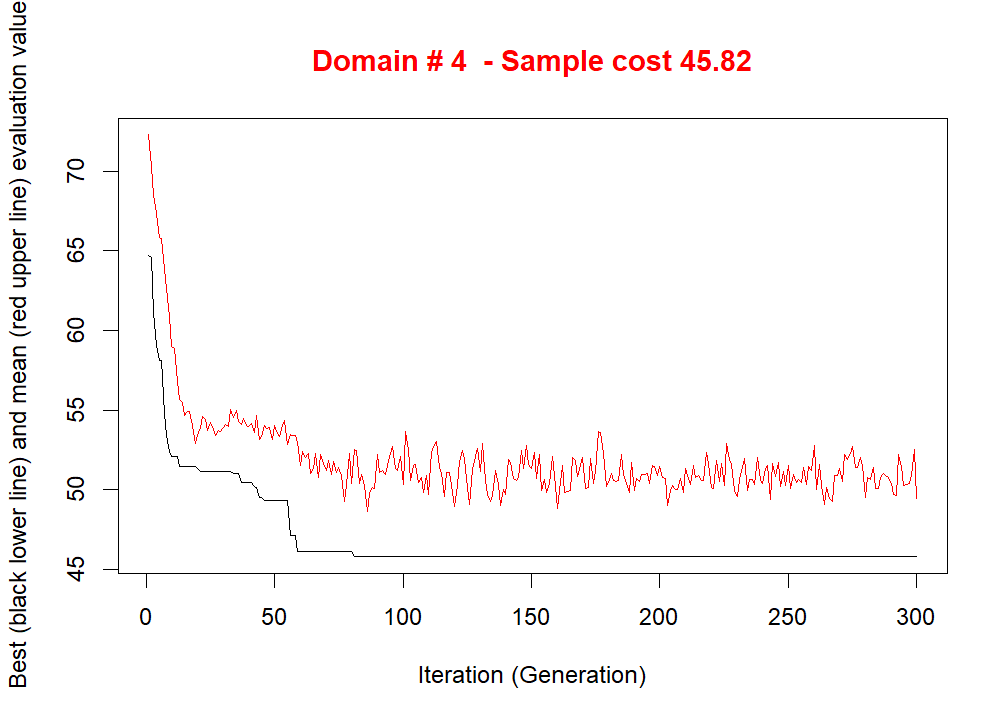 Domain # 4  - Sample cost 45.82
Best (black lower line) and mean (red upper line) evaluation value
70
65
60
55
50
45
0 50 100 150 200 250 300
Iteration (Generation)